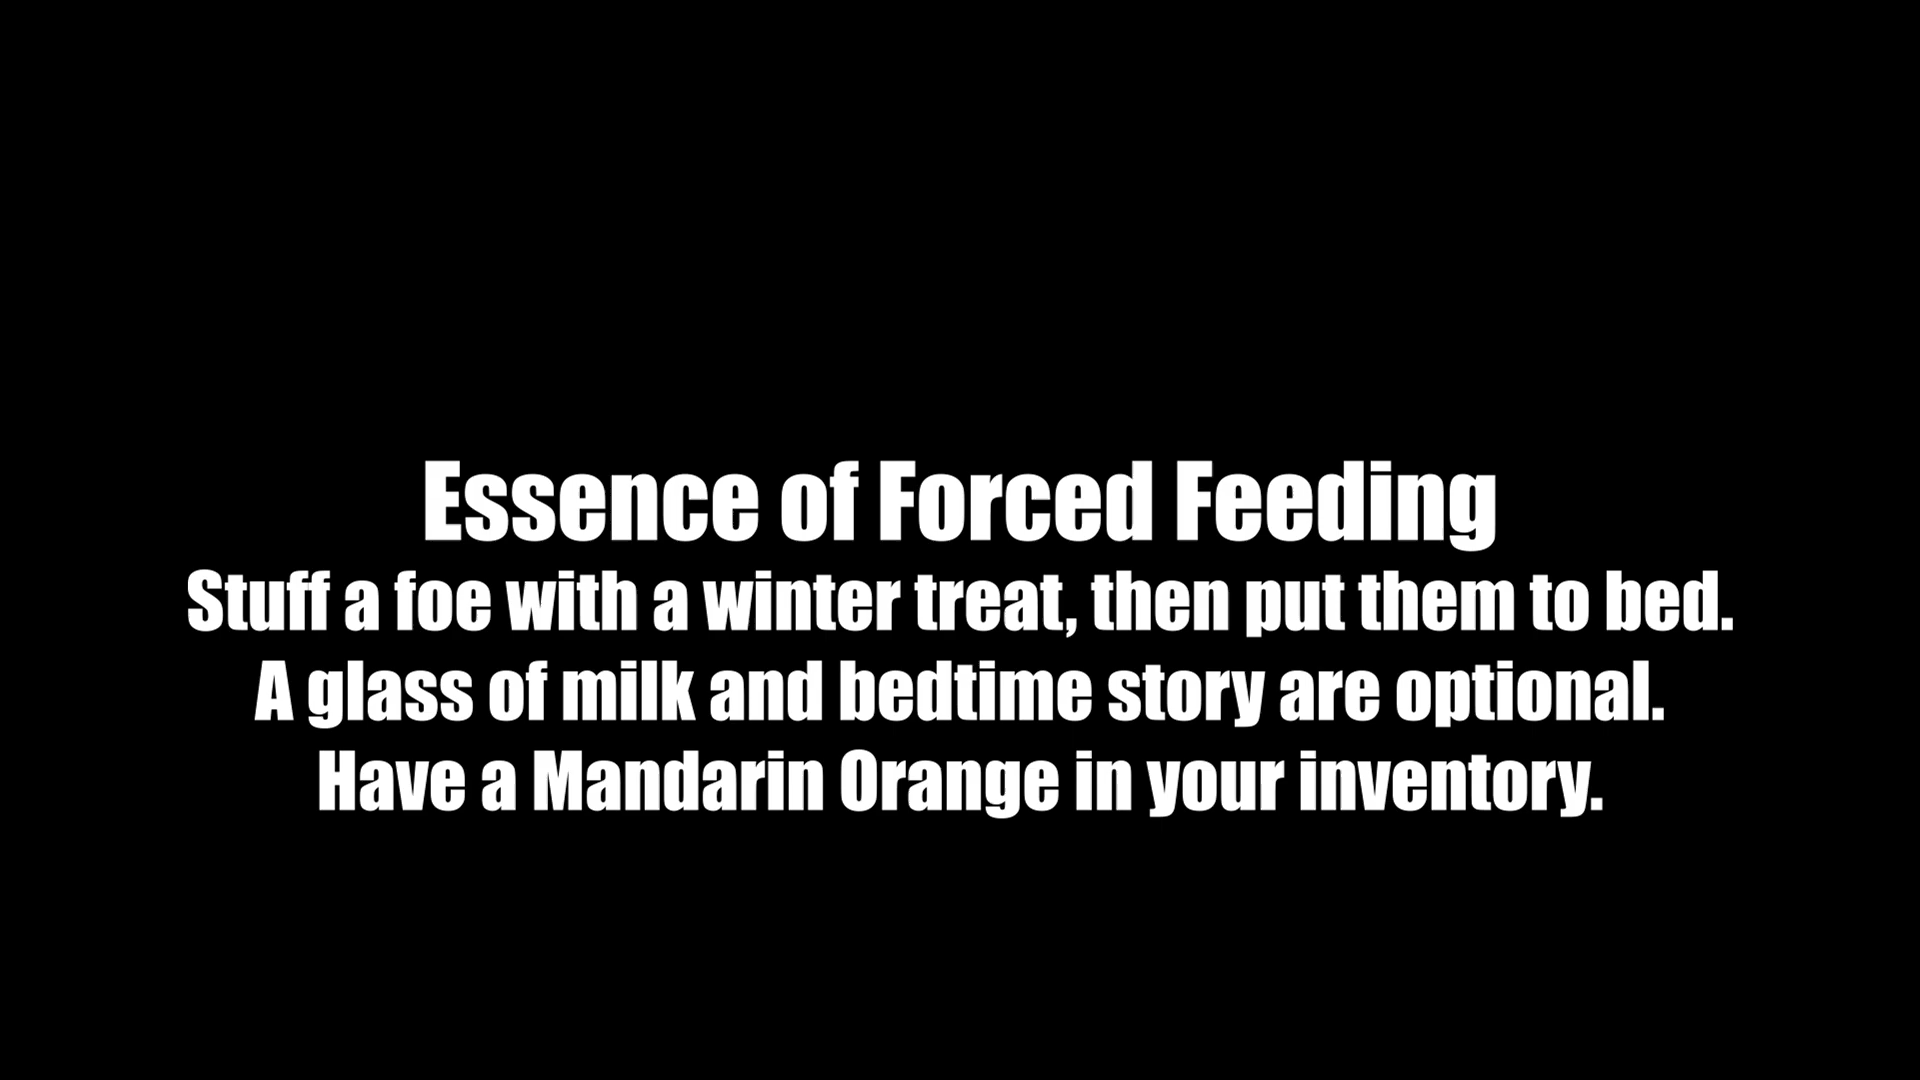 Essence of Forced Feeding
Stuff a foe with a winter treat, then put them to bed.
A glass of milk and bedtime story are optional.
Have a Mandarin Orange in your inventory.